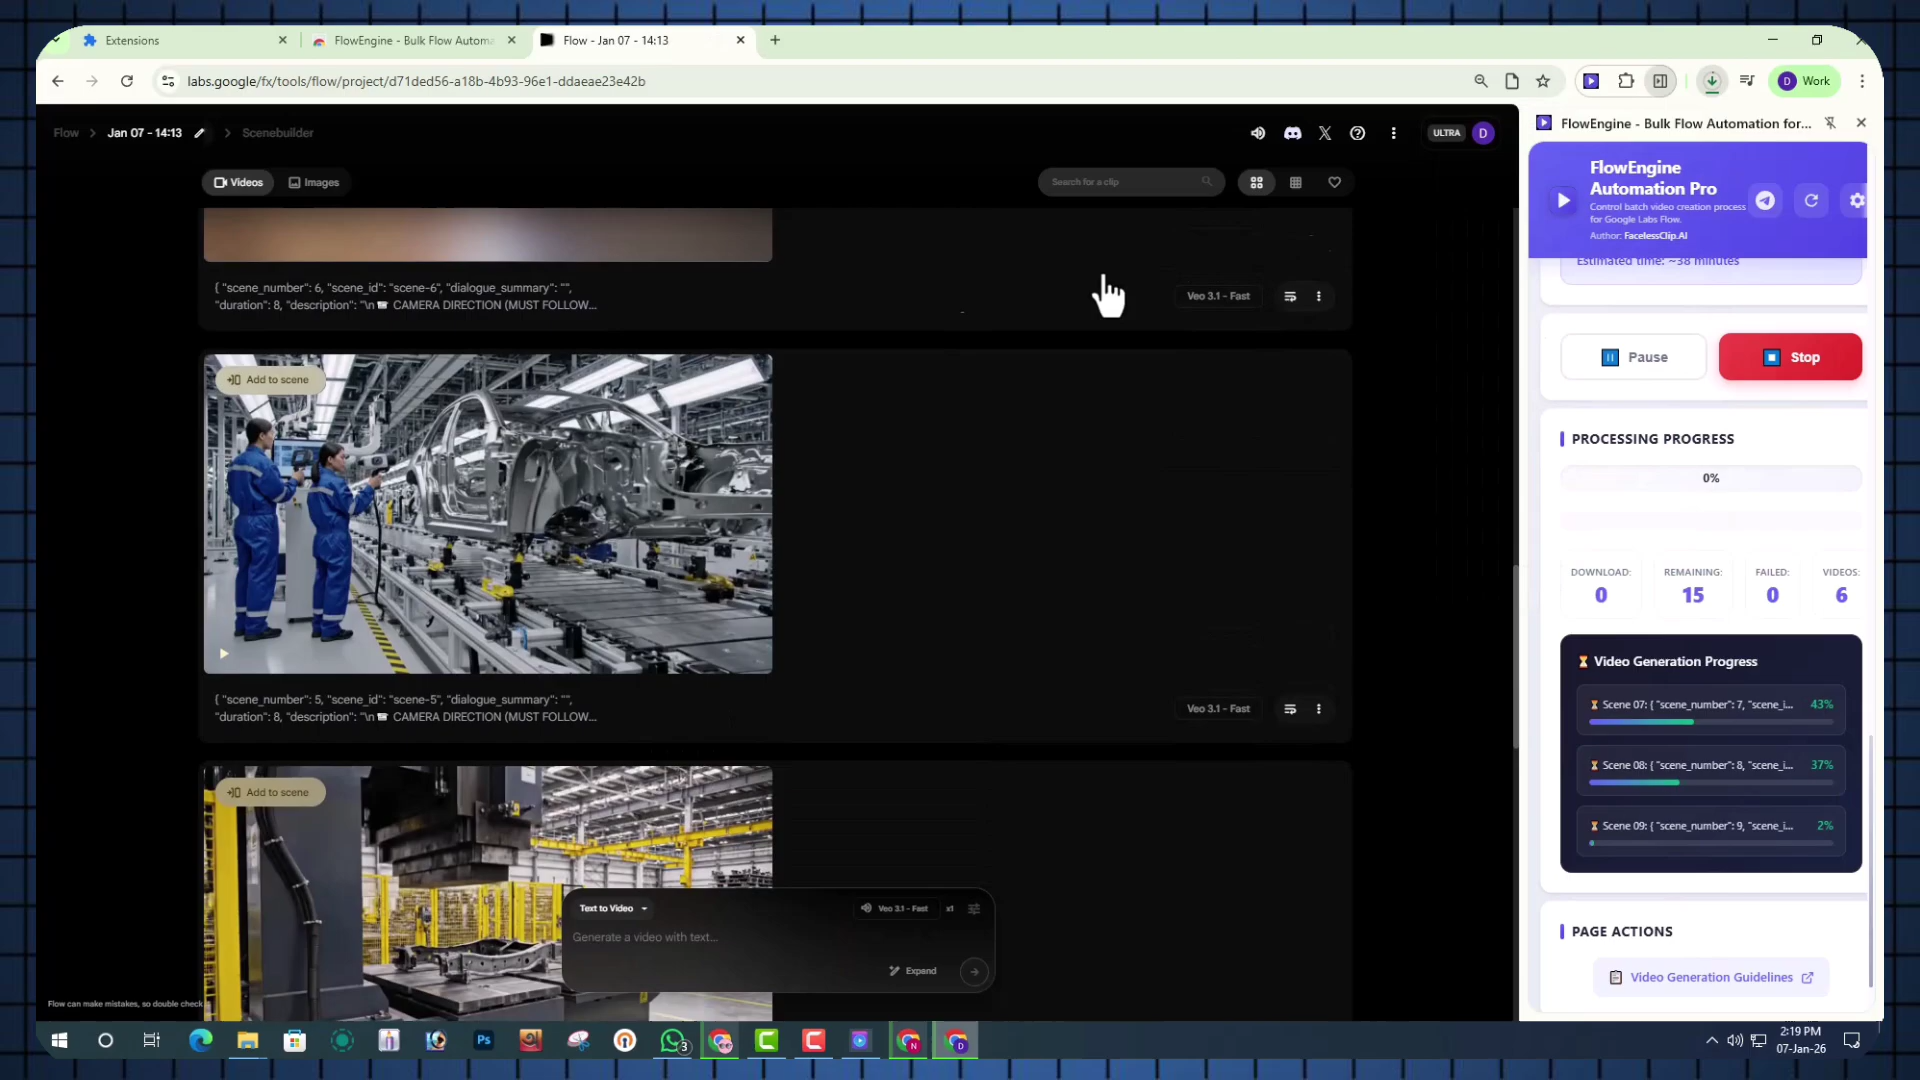 Extensions
FlowEngine - Bulk Flow Automa
Flow - Jan 07 - 14:13
labs.google/fx/tools/flow/project/d71ded56-a18b-4b93-96e1-ddaeae23e42b
D Work
Flow
Jan 07 - 14:13
Scenebuilder
ULTRA
D
FlowEngine - Bulk Flow Automation for...
FlowEngine
Automation Pro
Control batch video creation process
for Google Labs Flow.
Author: FacelessClip.AI
Videos
Images
Search for a clip
Estimated time: ~38 minutes
{ "scene_number": 6, "scene_id": "scene-6", "dialogue_summary": "",
"duration": 8, "description": "\n 📷 CAMERA DIRECTION (MUST FOLLOW...
Veo 3.1 - Fast
Pause
Stop
Add to scene
PROCESSING PROGRESS
0%
DOWNLOAD:
0
REMAINING:
15
FAILED:
0
VIDEOS:
6
Video Generation Progress
Scene 07: { "scene_number": 7, "scene_i...
43%
Scene 08: { "scene_number": 8, "scene_i...
37%
Scene 09: { "scene_number": 9, "scene_i...
2%
{ "scene_number": 5, "scene_id": "scene-5", "dialogue_summary": "",
"duration": 8, "description": "\n 📷 CAMERA DIRECTION (MUST FOLLOW...
Veo 3.1 - Fast
Add to scene
Text to Video
Veo 3.1 - Fast
x1
Generate a video with text...
Expand
PAGE ACTIONS
Video Generation Guidelines
Flow can make mistakes, so double check
Ps
3
N
D
2:19 PM
07-Jan-26